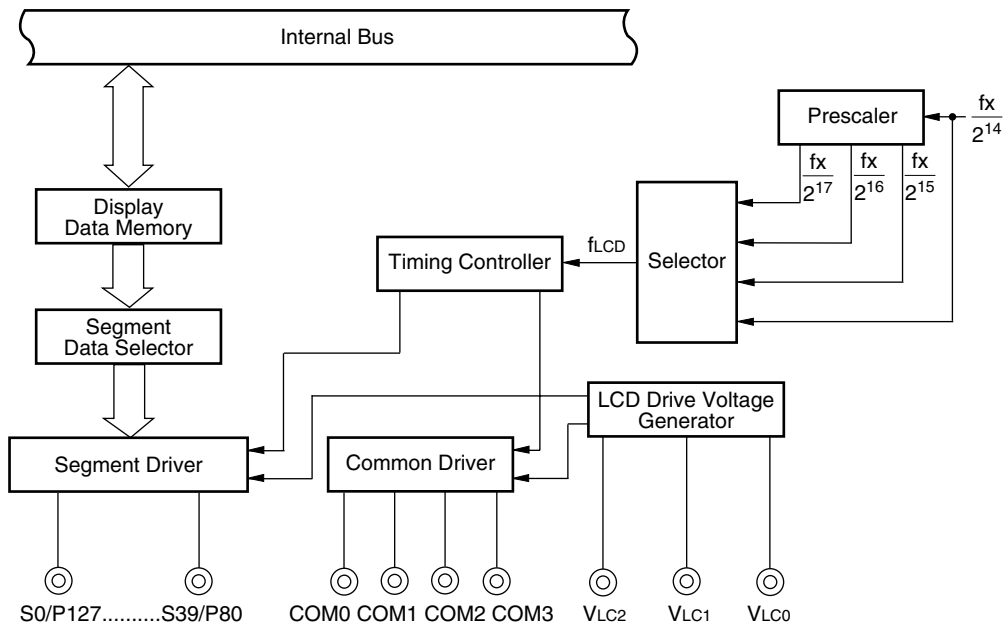 Internal Bus
Prescaler
fx
2^14
fx
2^17
fx
2^16
fx
2^15
Display
Data Memory
fLCD
Timing Controller
Selector
Segment
Data Selector
LCD Drive Voltage
Generator
Segment Driver
Common Driver
S0/P127..........S39/P80
COM0 COM1 COM2 COM3
VLC2
VLC1
VLC0